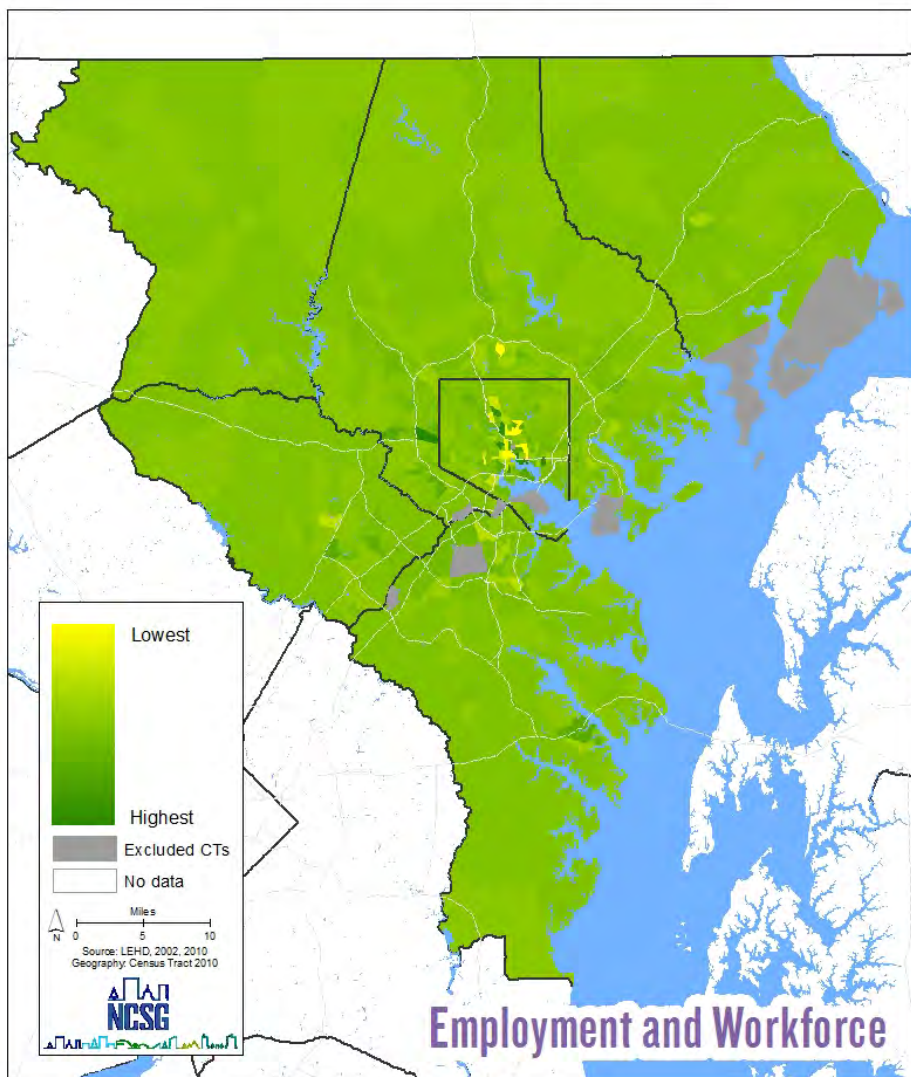 Lowest
Highest
Excluded CTs
No data
Miles
N
0 5 10
Source: LEHD, 2002, 2010
Geography: Census Tract 2010
NCSG
Employment and Workforce